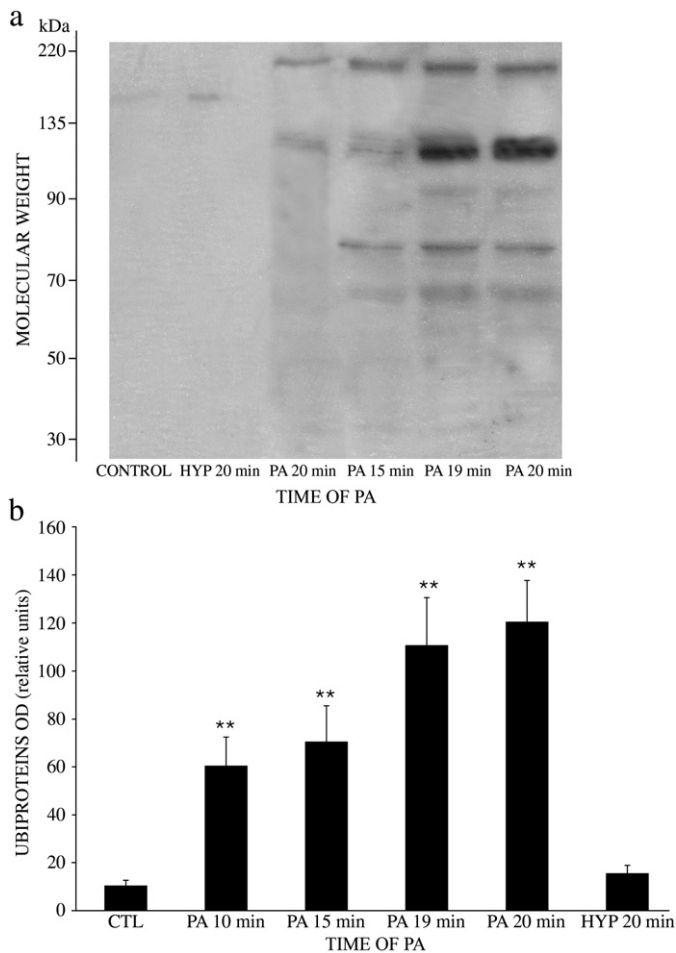 a
kDa
220
135
90
70
50
30
MOLECULAR WEIGHT
CONTROL HYP 20 min PA 20 min PA 15 min PA 19 min PA 20 min
TIME OF PA
b
160
140
120
100
80
60
40
20
0
UBIPROTEINS OD (relative units)
** ** ** **
CTL PA 10 min PA 15 min PA 19 min PA 20 min HYP 20 min
TIME OF PA